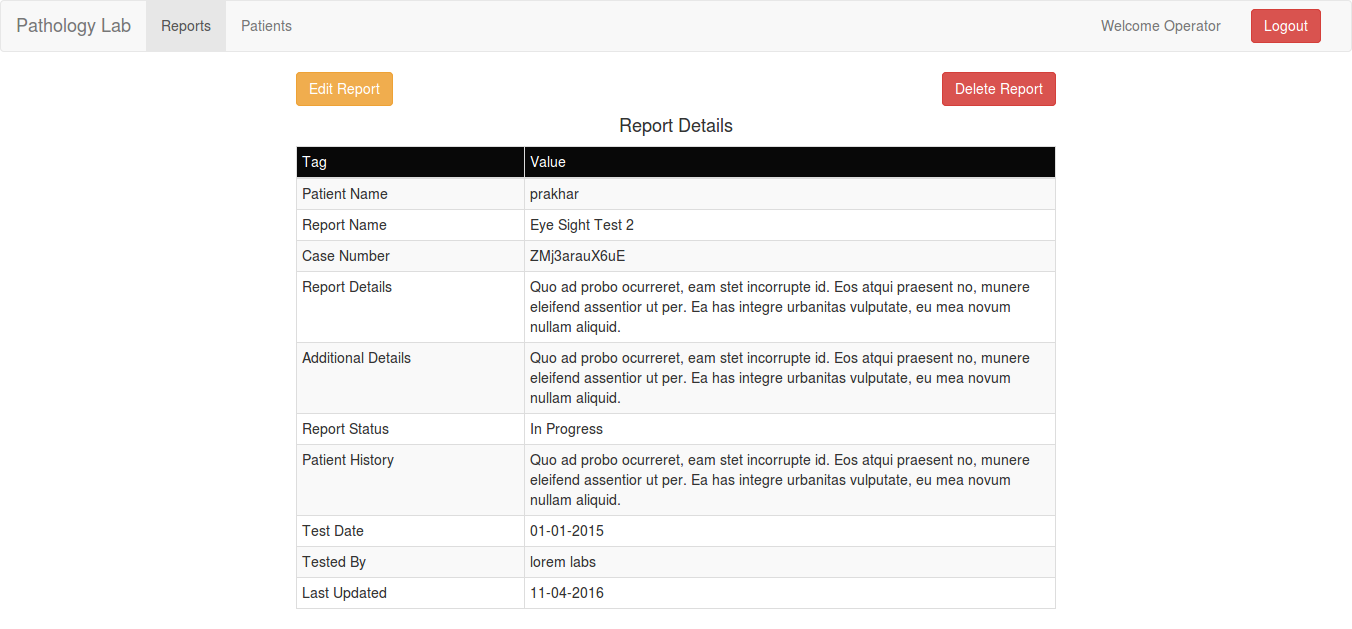 Pathology Lab Reports Patients Welcome Operator Logout
Edit Report Delete Report
Report Details
Tag Value
Patient Name prakhar
Report Name Eye Sight Test 2
Case Number ZMj3arauX6uE
Report Details Quo ad probo ocurreret, eam stet incorrupte id. Eos atqui praesent no, munere
eleifend assentior ut per. Ea has integre urbanitas vulputate, eu mea novum
nullam aliquid.
Additional Details Quo ad probo ocurreret, eam stet incorrupte id. Eos atqui praesent no, munere
eleifend assentior ut per. Ea has integre urbanitas vulputate, eu mea novum
nullam aliquid.
Report Status In Progress
Patient History Quo ad probo ocurreret, eam stet incorrupte id. Eos atqui praesent no, munere
eleifend assentior ut per. Ea has integre urbanitas vulputate, eu mea novum
nullam aliquid.
Test Date 01-01-2015
Tested By lorem labs
Last Updated 11-04-2016